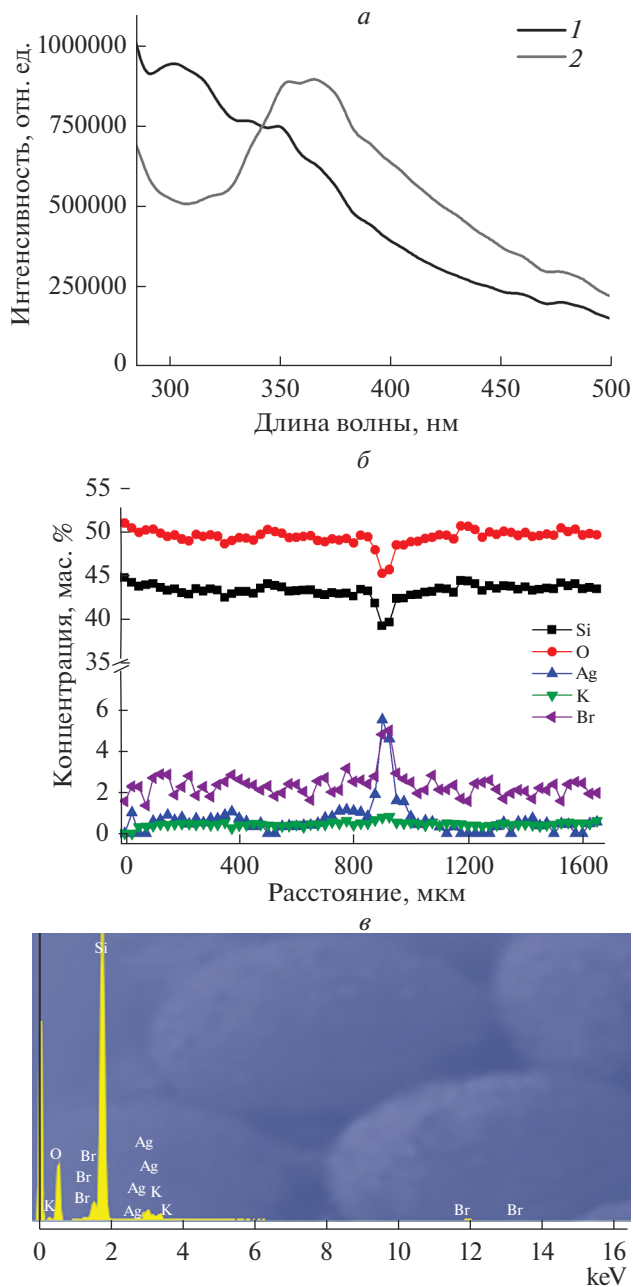 а
1
2
1000000
750000
500000
250000
0
Интенсивность, отн. ед.
300
350
400
450
500
Длина волны, нм
б
55
50
45
40
35
6
4
2
0
Концентрация, мас. %
Si
O
Ag
K
Br
0
400
800
1200
1600
Расстояние, мкм
в
Si
O
K
Br
Br
Br
Ag
Ag
Ag
K
Ag
K
Br
Br
0
2
4
6
8
10
12
14
16
keV